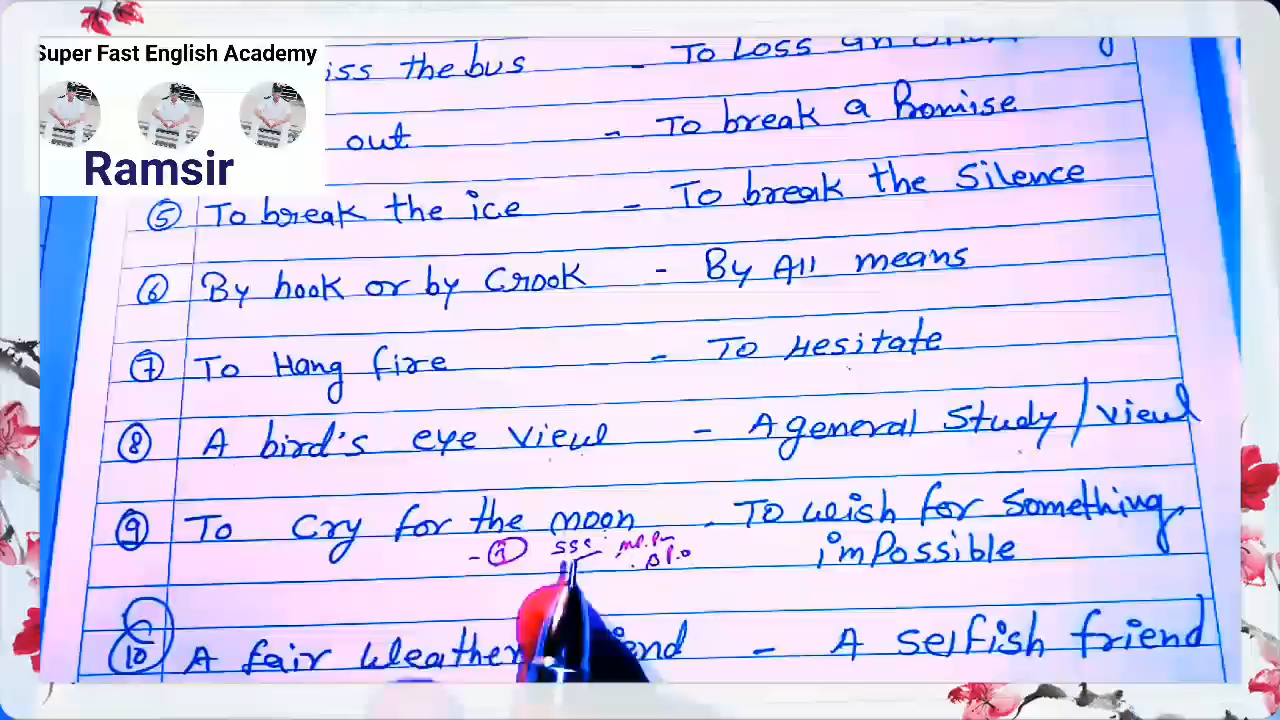 Super Fast English Academy
Ramsir
iss the bus - To Loss an
out - To break a Promise
⑤ To break the ice - To break the Silence
⑥ By hook or by Crook - By All means
⑦ To Hang fire - To Hesitate
⑧ A bird's eye View - A general Study/view
⑨ To Cry for the moon - To wish for Something
SSC
impossible
⑩ A fair weather end - A selfish friend